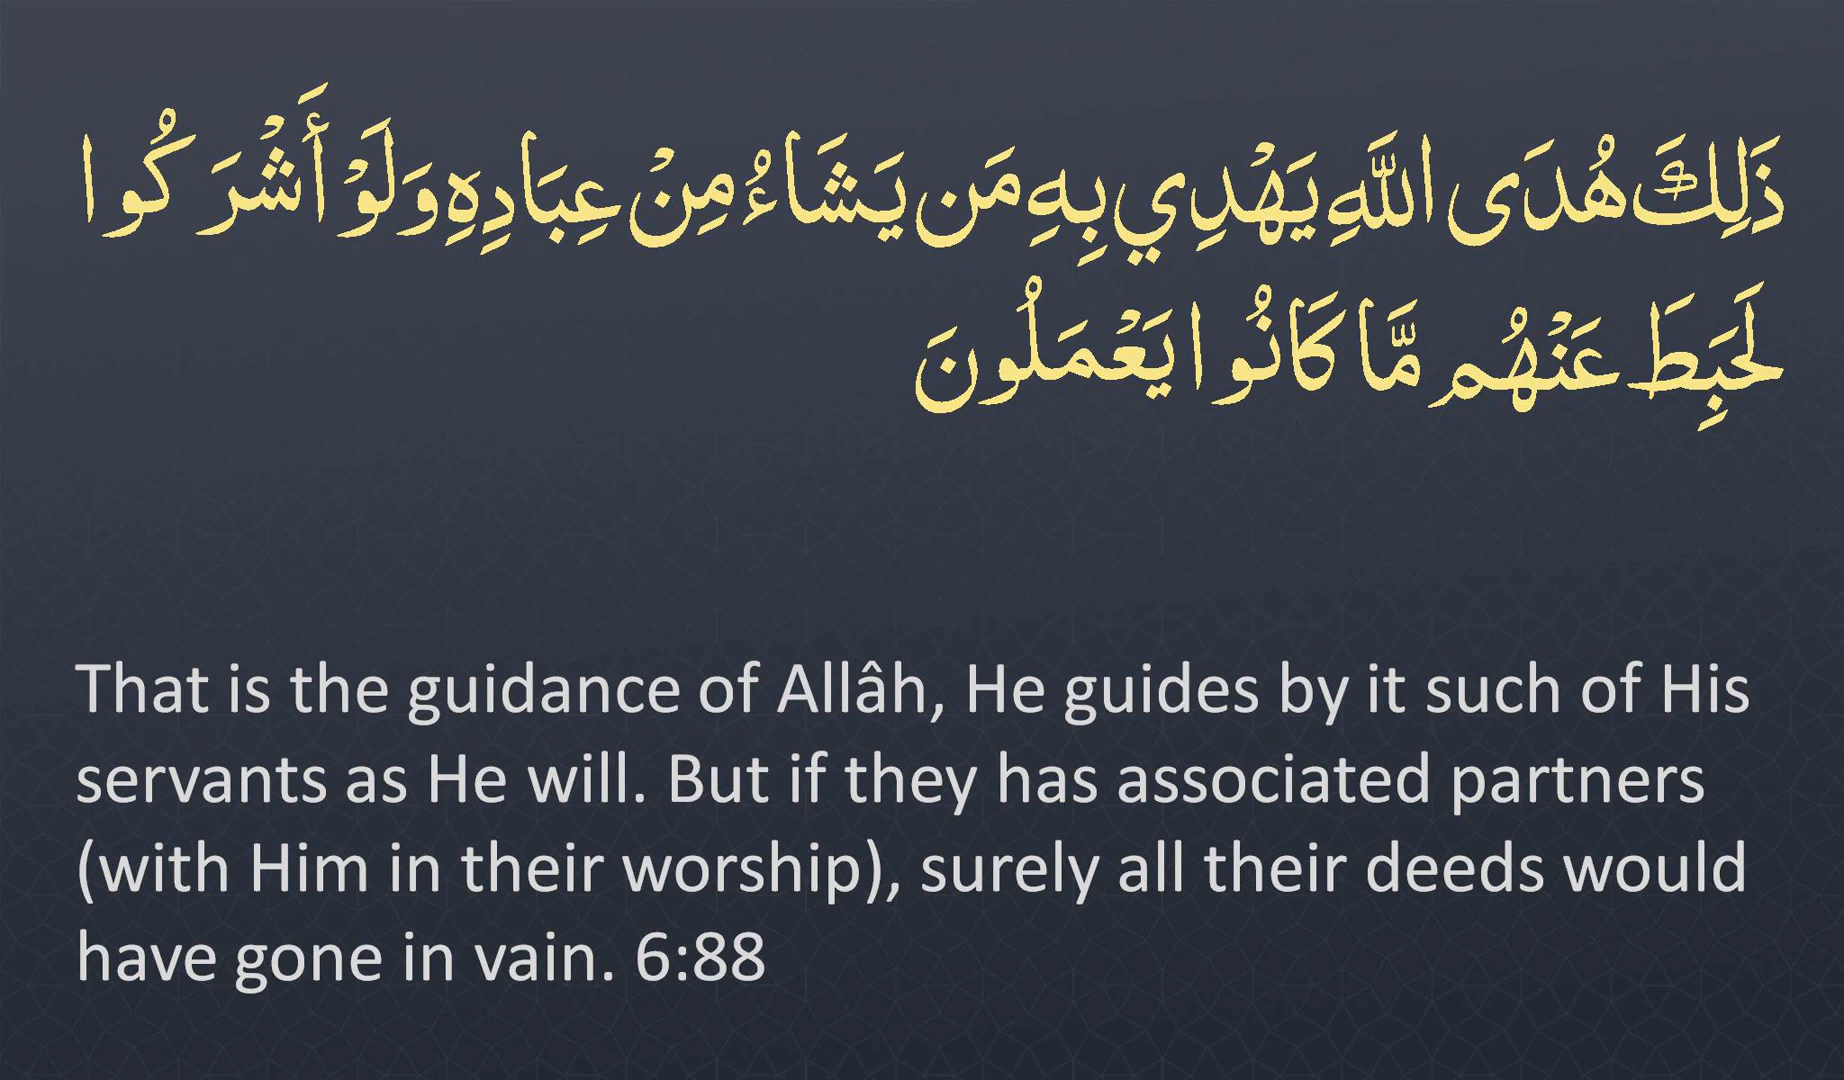 ذَلِكَ هُدَى اللَّهِ يَهْدِي بِهِ مَن يَشَاءُ مِنْ عِبَادِهِ وَلَوْ أَشْرَكُوا
لَحَبِطَ عَنْهُم مَّا كَانُوا يَعْمَلُونَ
That is the guidance of Allâh, He guides by it such of His
servants as He will. But if they has associated partners
(with Him in their worship), surely all their deeds would
have gone in vain. 6:88